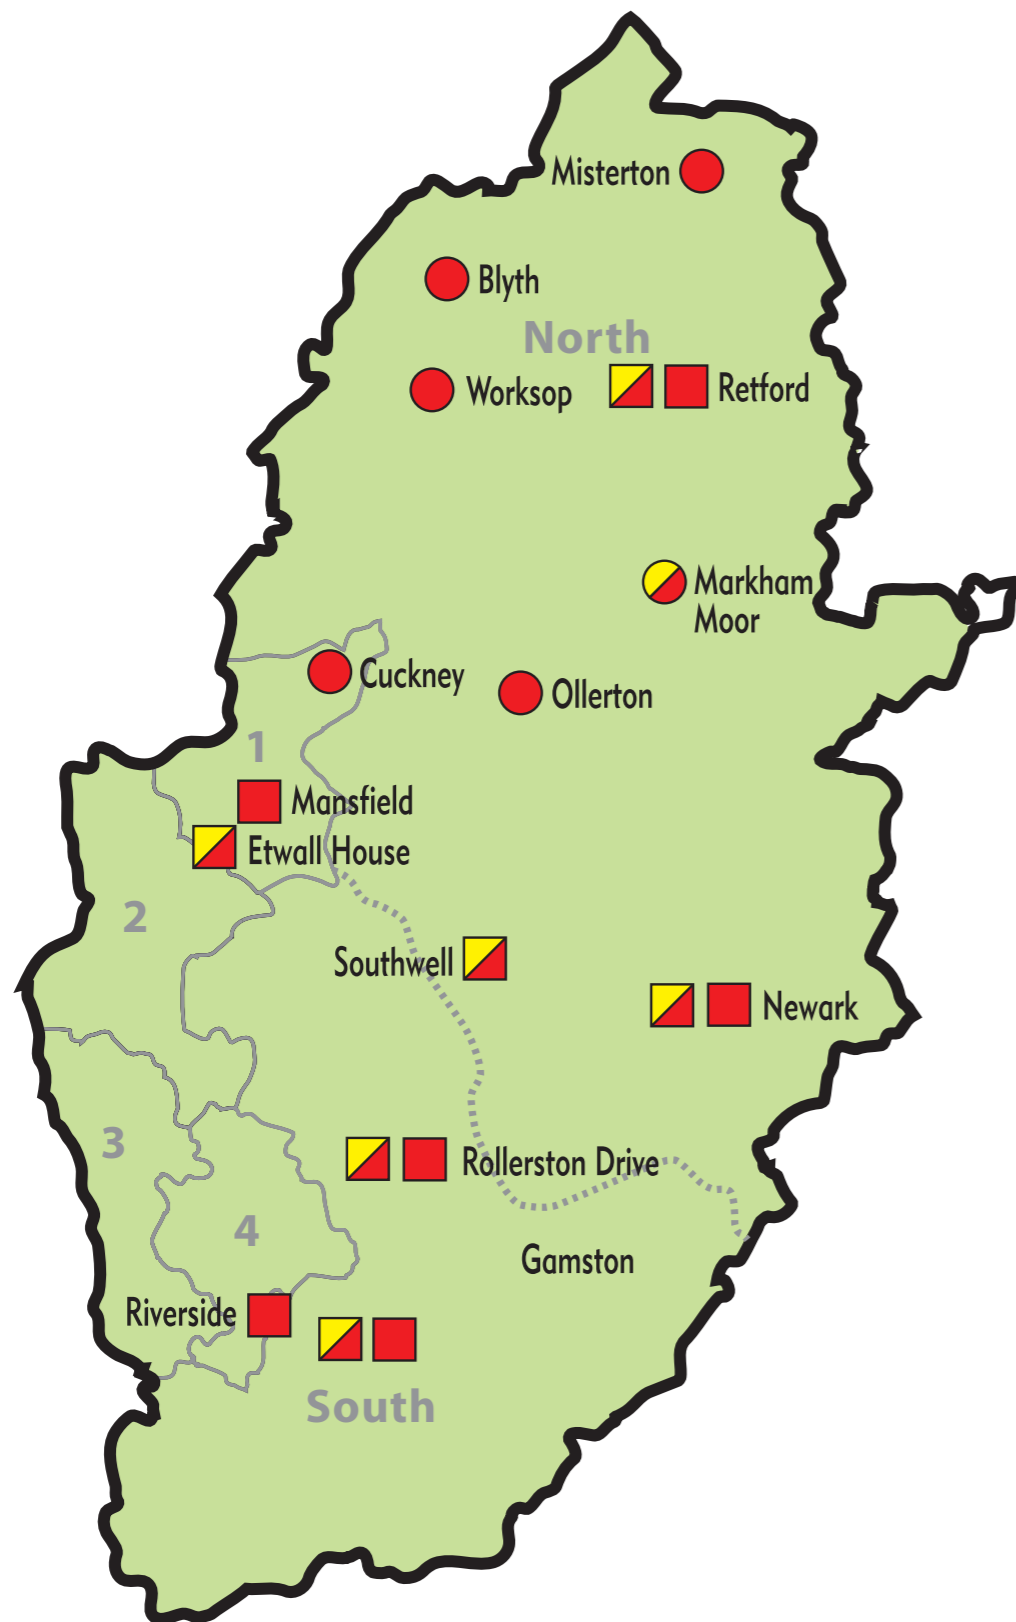 Misterton
Blyth
North
Worksop
Retford
Markham
Moor
Cuckney
Ollerton
1
Mansfield
Etwall House
2
Southwell
Newark
3
Rollerston Drive
4
Gamston
Riverside
South